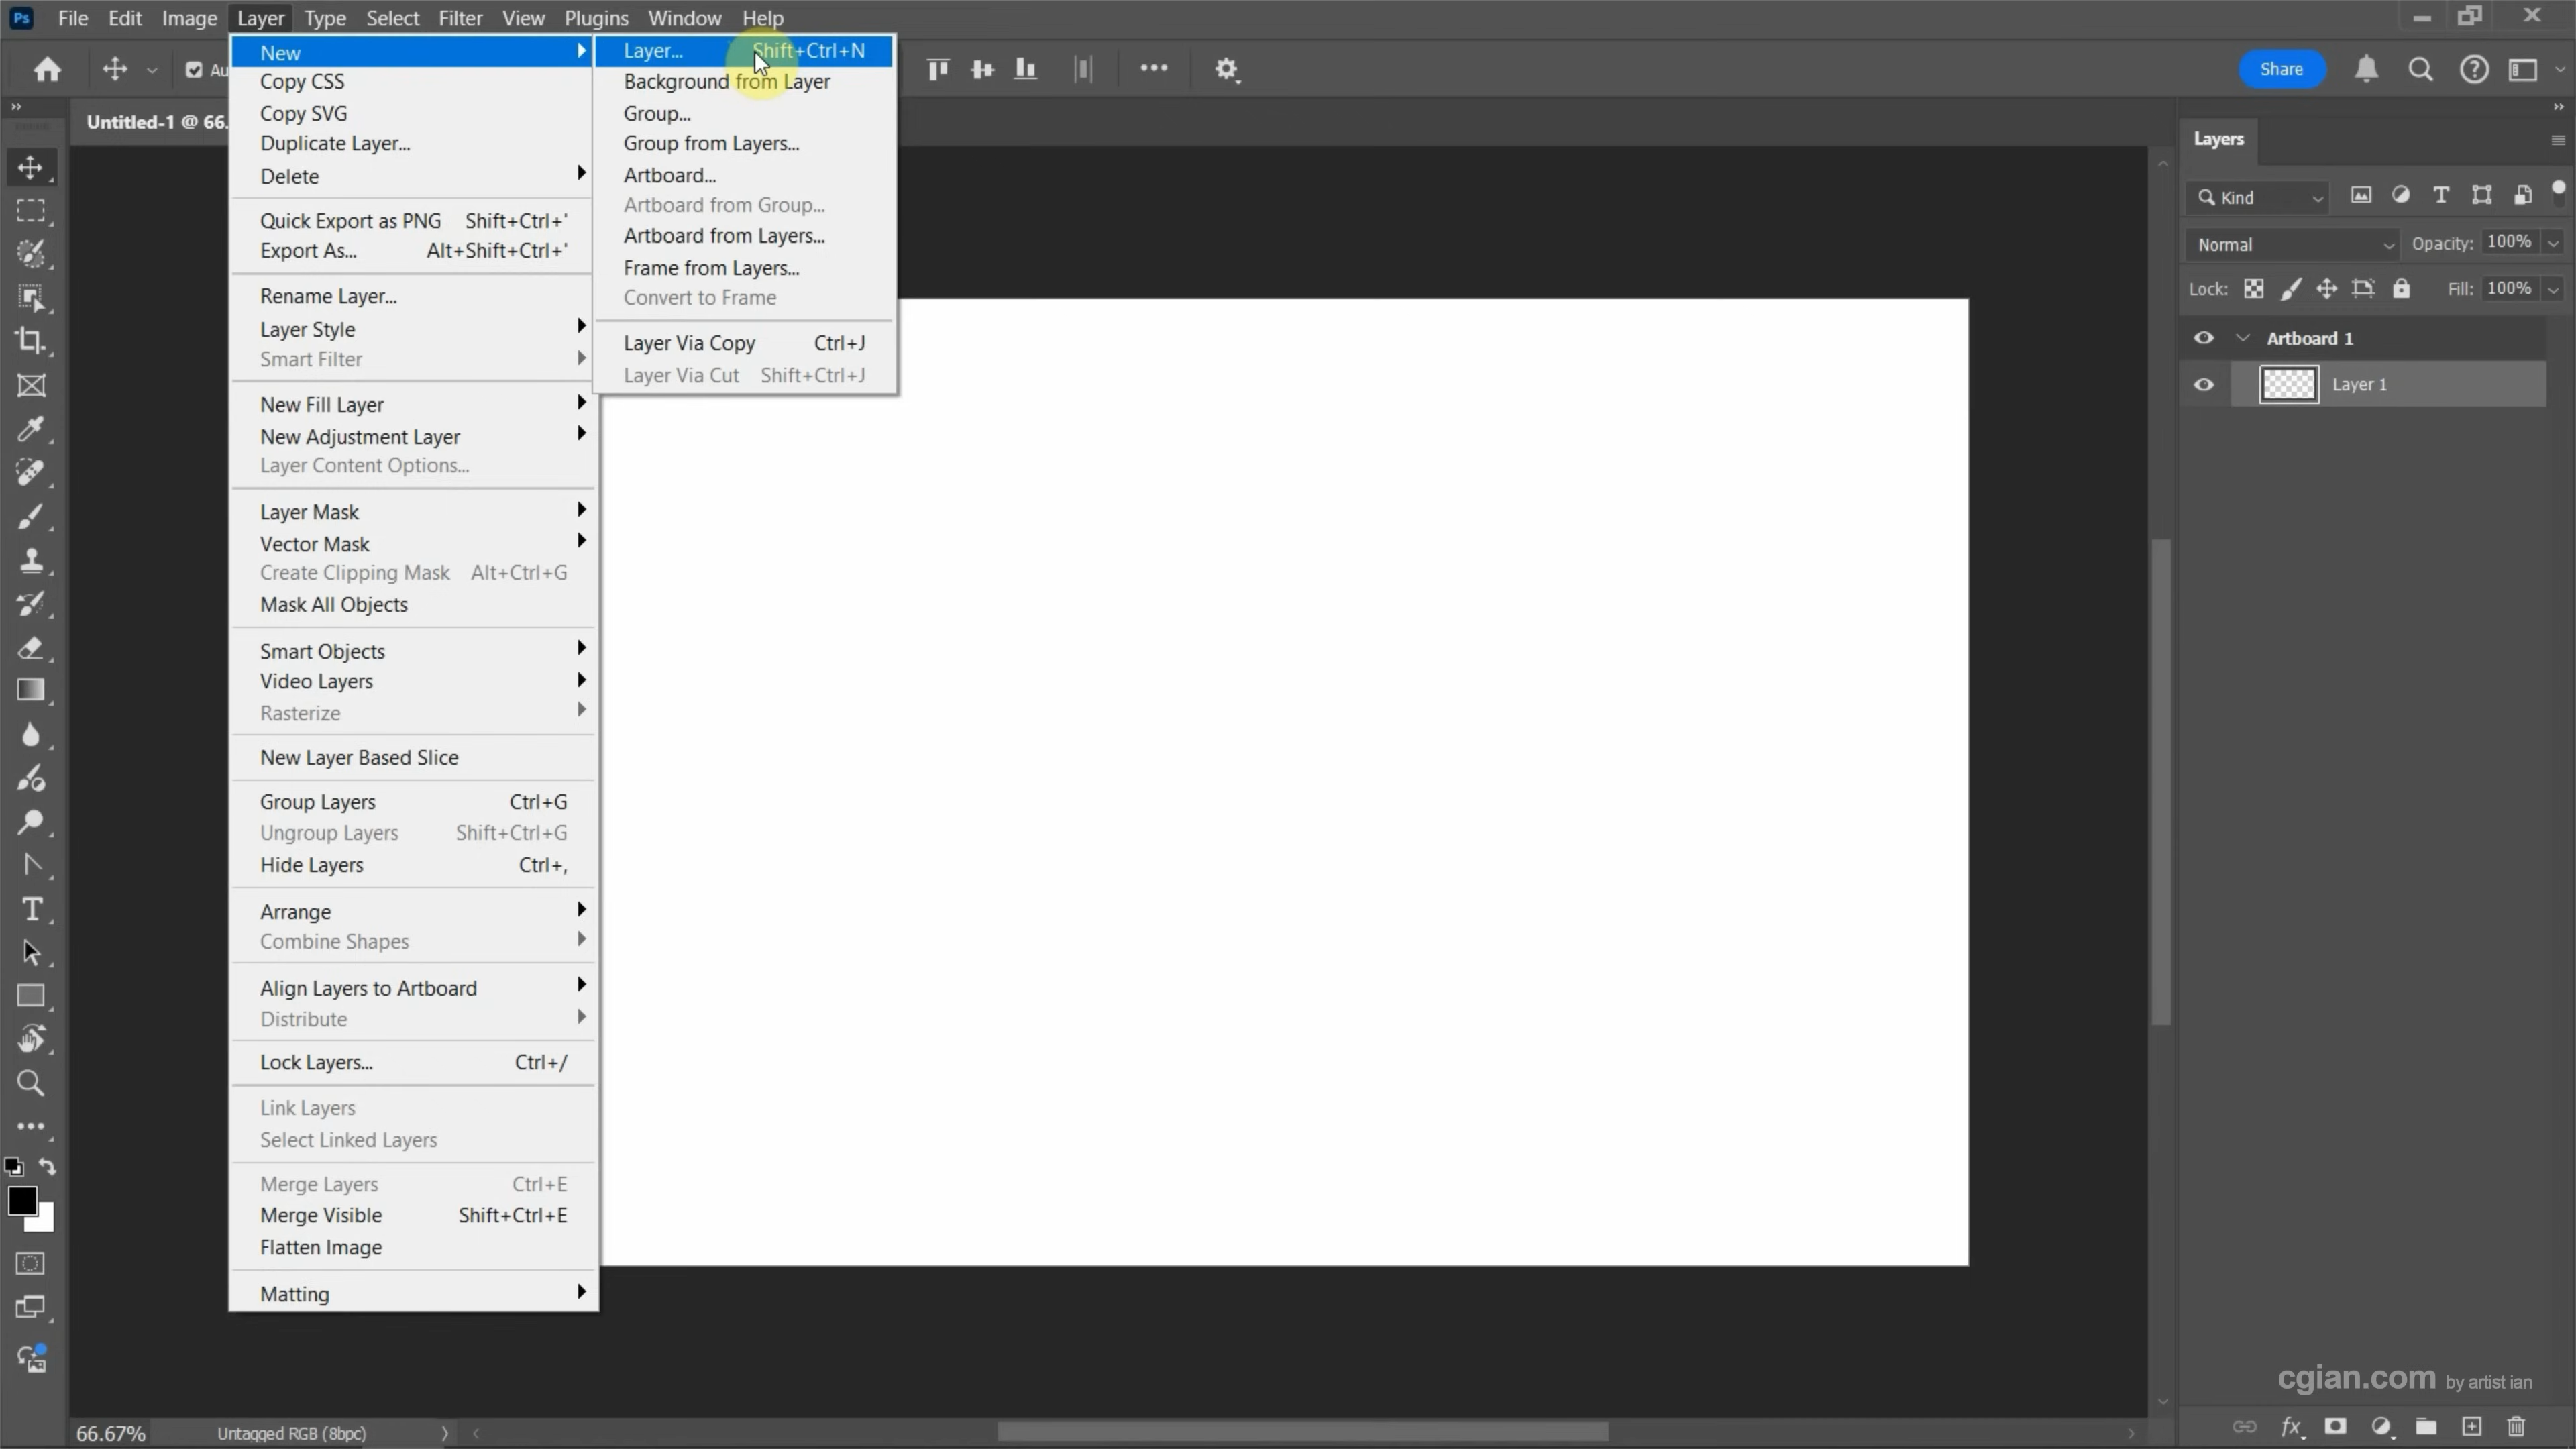 Ps File Edit Image Layer Type Select Filter View Plugins Window Help
Share
Untitled-1 @ 66.
New
Copy CSS
Copy SVG
Duplicate Layer...
Delete
Quick Export as PNG Shift+Ctrl+'
Export As... Alt+Shift+Ctrl+'
Rename Layer...
Layer Style
Smart Filter
New Fill Layer
New Adjustment Layer
Layer Content Options...
Layer Mask
Vector Mask
Create Clipping Mask Alt+Ctrl+G
Mask All Objects
Smart Objects
Video Layers
Rasterize
New Layer Based Slice
Group Layers Ctrl+G
Ungroup Layers Shift+Ctrl+G
Hide Layers Ctrl+,
Arrange
Combine Shapes
Align Layers to Artboard
Distribute
Lock Layers... Ctrl+/
Link Layers
Select Linked Layers
Merge Layers Ctrl+E
Merge Visible Shift+Ctrl+E
Flatten Image
Matting
Layer... Shift+Ctrl+N
Background from Layer
Group...
Group from Layers...
Artboard...
Artboard from Group...
Artboard from Layers...
Frame from Layers...
Convert to Frame
Layer Via Copy Ctrl+J
Layer Via Cut Shift+Ctrl+J
Layers
Kind
Normal Opacity: 100%
Lock: Fill: 100%
Artboard 1
Layer 1
cgian.com by artist ian
66.67% Untagged RGB (8bpc)